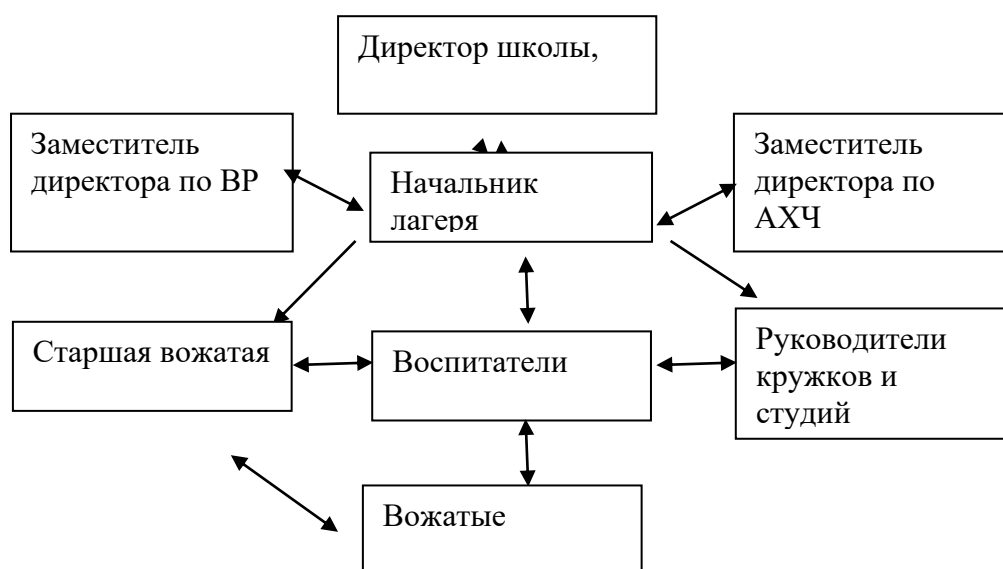 Директор школы,
Заместитель
директора по ВР
Начальник
лагеря
Заместитель
директора по
АХЧ
Старшая вожатая
Воспитатели
Руководители
кружков и
студий
Вожатые